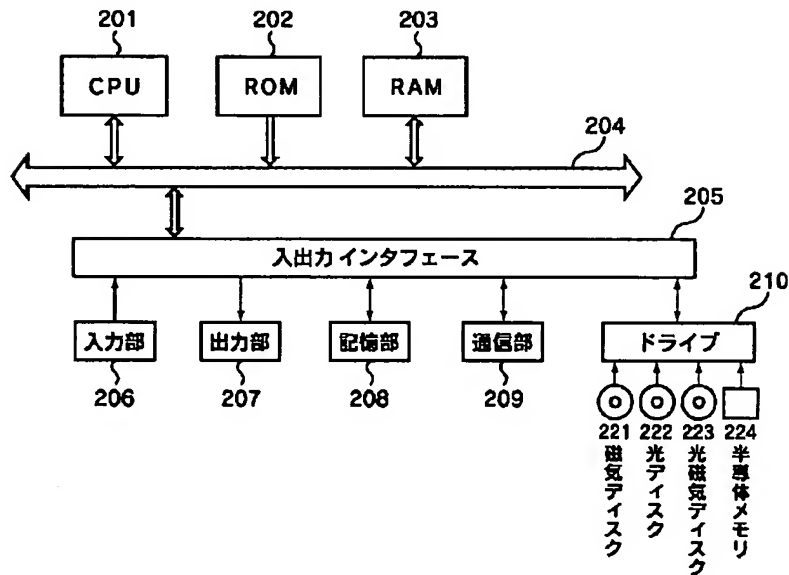 201 202 203
CPU ROM RAM
204
205
入出力インタフェース
210
入力部 出力部 記憶部 通信部 ドライブ
206 207 208 209
221 222 223 224
磁気ディスク
光ディスク
光磁気ディスク
半導体メモリ